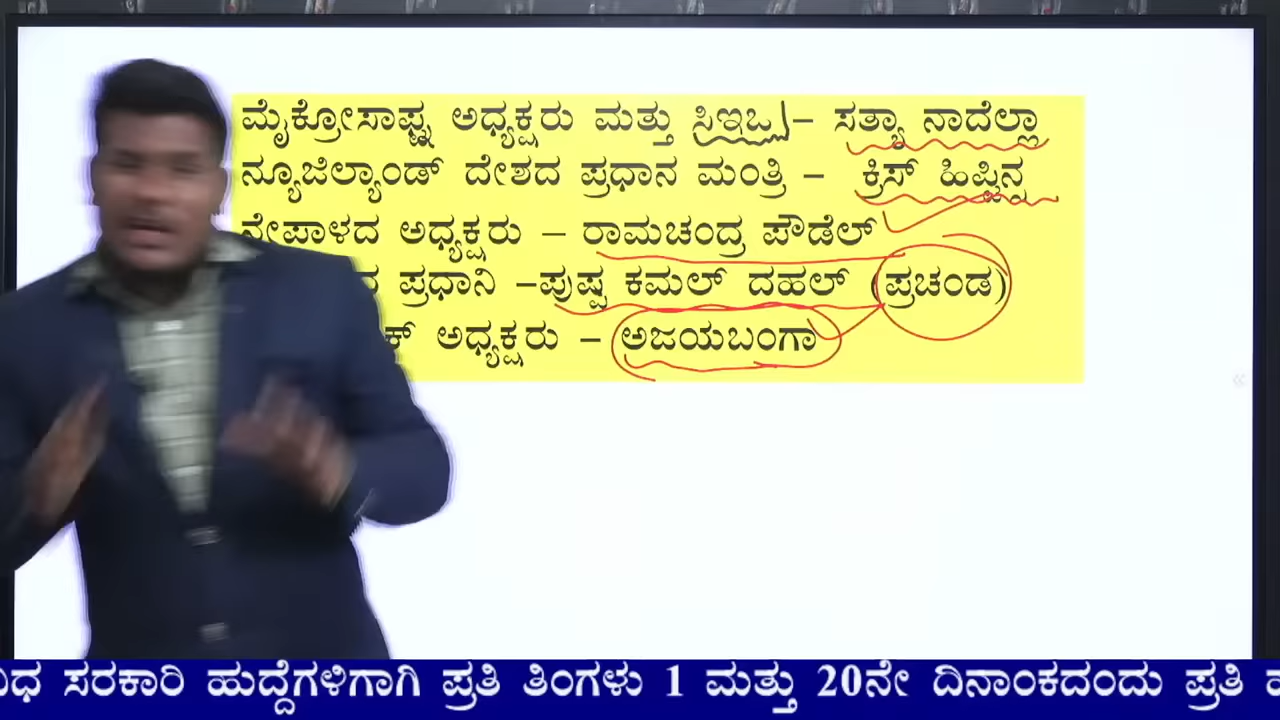 ಮೈಕ್ರೋಸಾಫ್ಟ್ನ ಅಧ್ಯಕ್ಷರು ಮತ್ತು ಸಿಇಒ – ಸತ್ಯಾ ನಾದೆಲ್ಲಾ
ನ್ಯೂಜಿಲ್ಯಾಂಡ್ ದೇಶದ ಪ್ರಧಾನ ಮಂತ್ರಿ – ಕ್ರಿಸ್ ಹಿಪ್ಕಿನ್ಸ
ನೇಪಾಳದ ಅಧ್ಯಕ್ಷರು – ರಾಮಚಂದ್ರ ಪೌಡೆಲ್
ಪ್ರಧಾನಿ –ಪುಷ್ಪ ಕಮಲ್ ದಹಲ್ (ಪ್ರಚಂಡ)
ಅಧ್ಯಕ್ಷರು – ಅಜಯಬಂಗಾ
ಸರಕಾರಿ ಹುದ್ದೆಗಳಿಗಾಗಿ ಪ್ರತಿ ತಿಂಗಳು 1 ಮತ್ತು 20ನೇ ದಿನಾಂಕದಂದು ಪ್ರತಿ